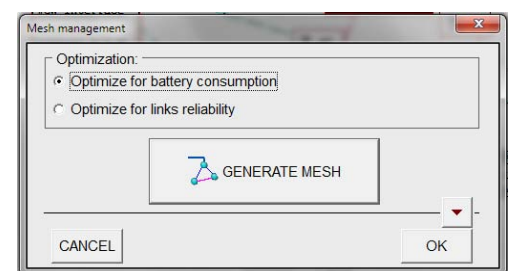 Mesh management
Optimization:
Optimize for battery consumption
Optimize for links reliability
GENERATE MESH
CANCEL
OK